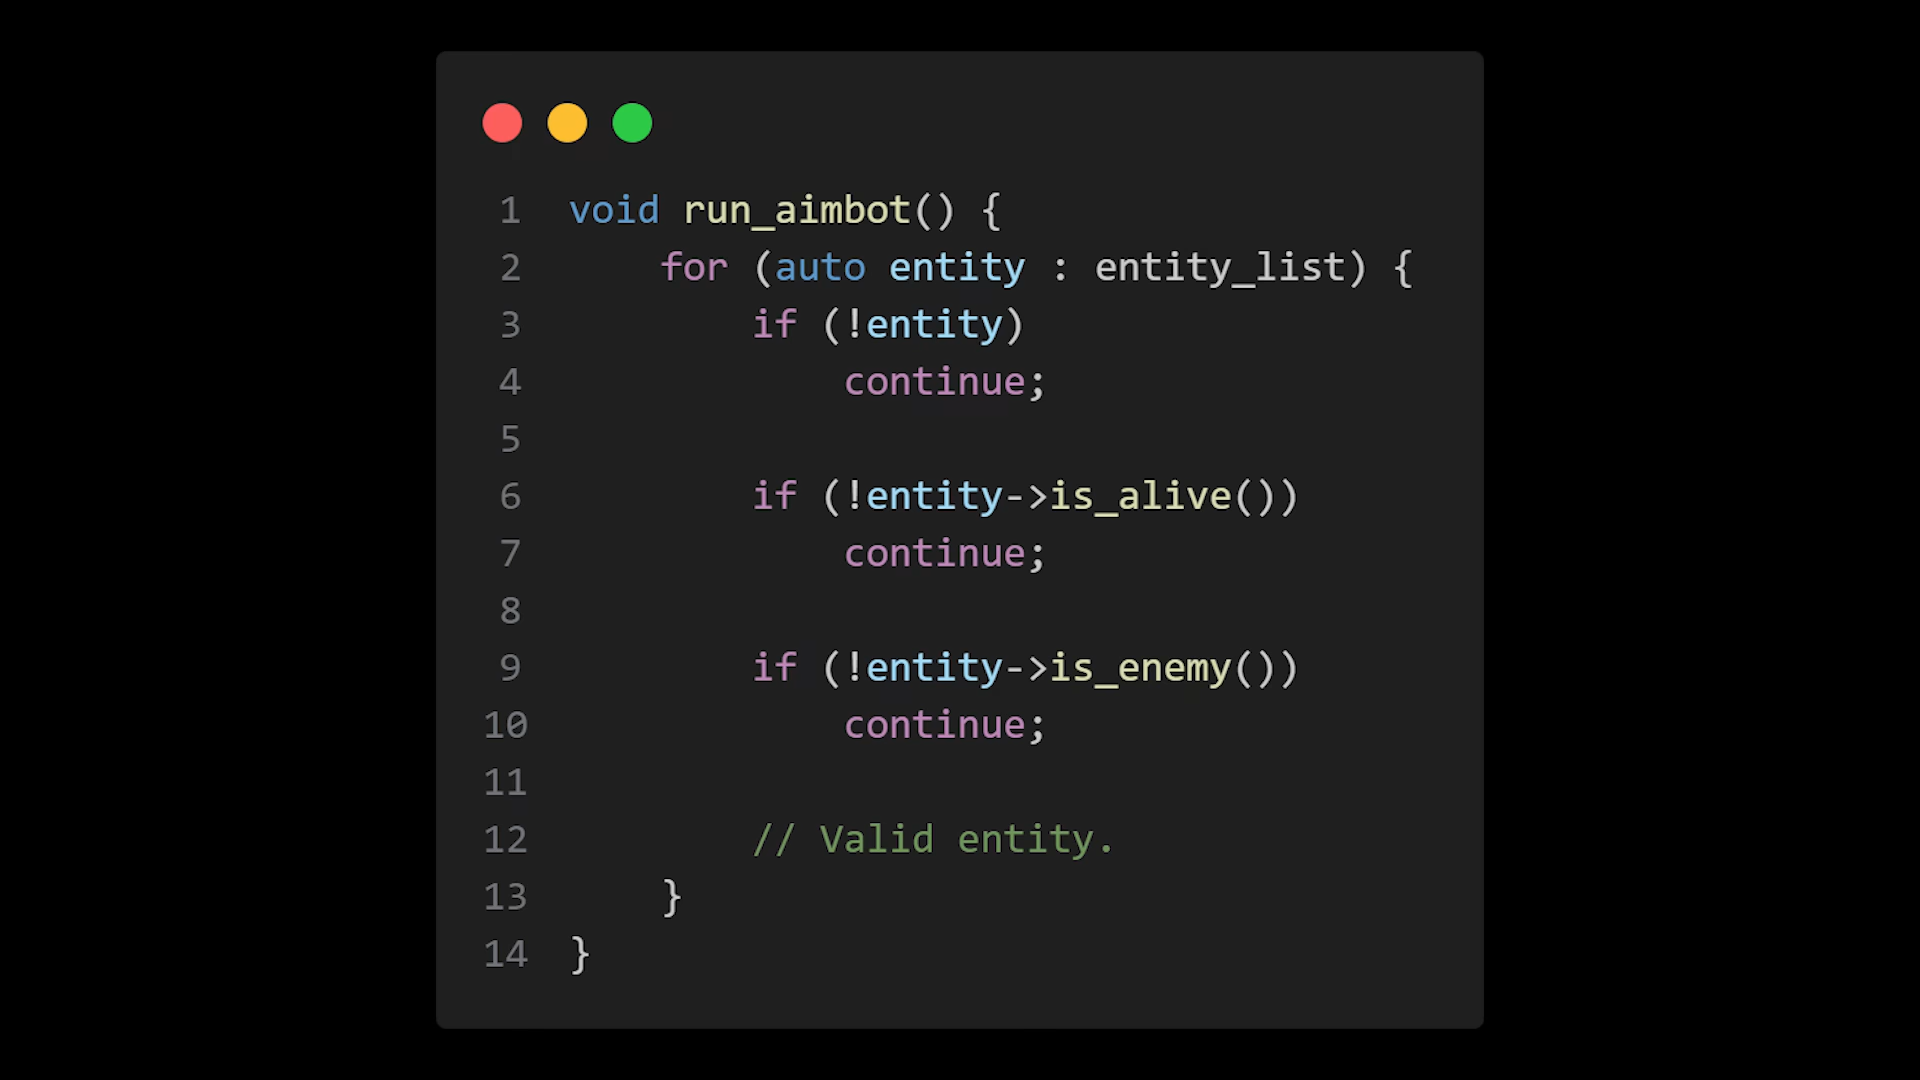 1 void run_aimbot() {
2     for (auto entity : entity_list) {
3         if (!entity)
4             continue;
5
6         if (!entity->is_alive())
7             continue;
8
9         if (!entity->is_enemy())
10             continue;
11
12         // Valid entity.
13     }
14 }